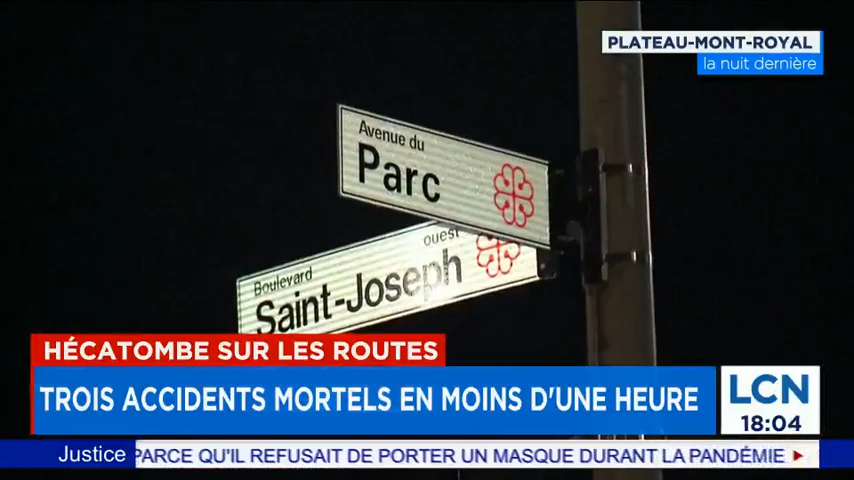 PLATEAU-MONT-ROYAL
la nuit dernière
Avenue du
Parc
ouest
Boulevard
Saint-Joseph
HÉCATOMBE SUR LES ROUTES
TROIS ACCIDENTS MORTELS EN MOINS D'UNE HEURE
LCN
18:04
Justice PARCE QU'IL REFUSAIT DE PORTER UN MASQUE DURANT LA PANDÉMIE